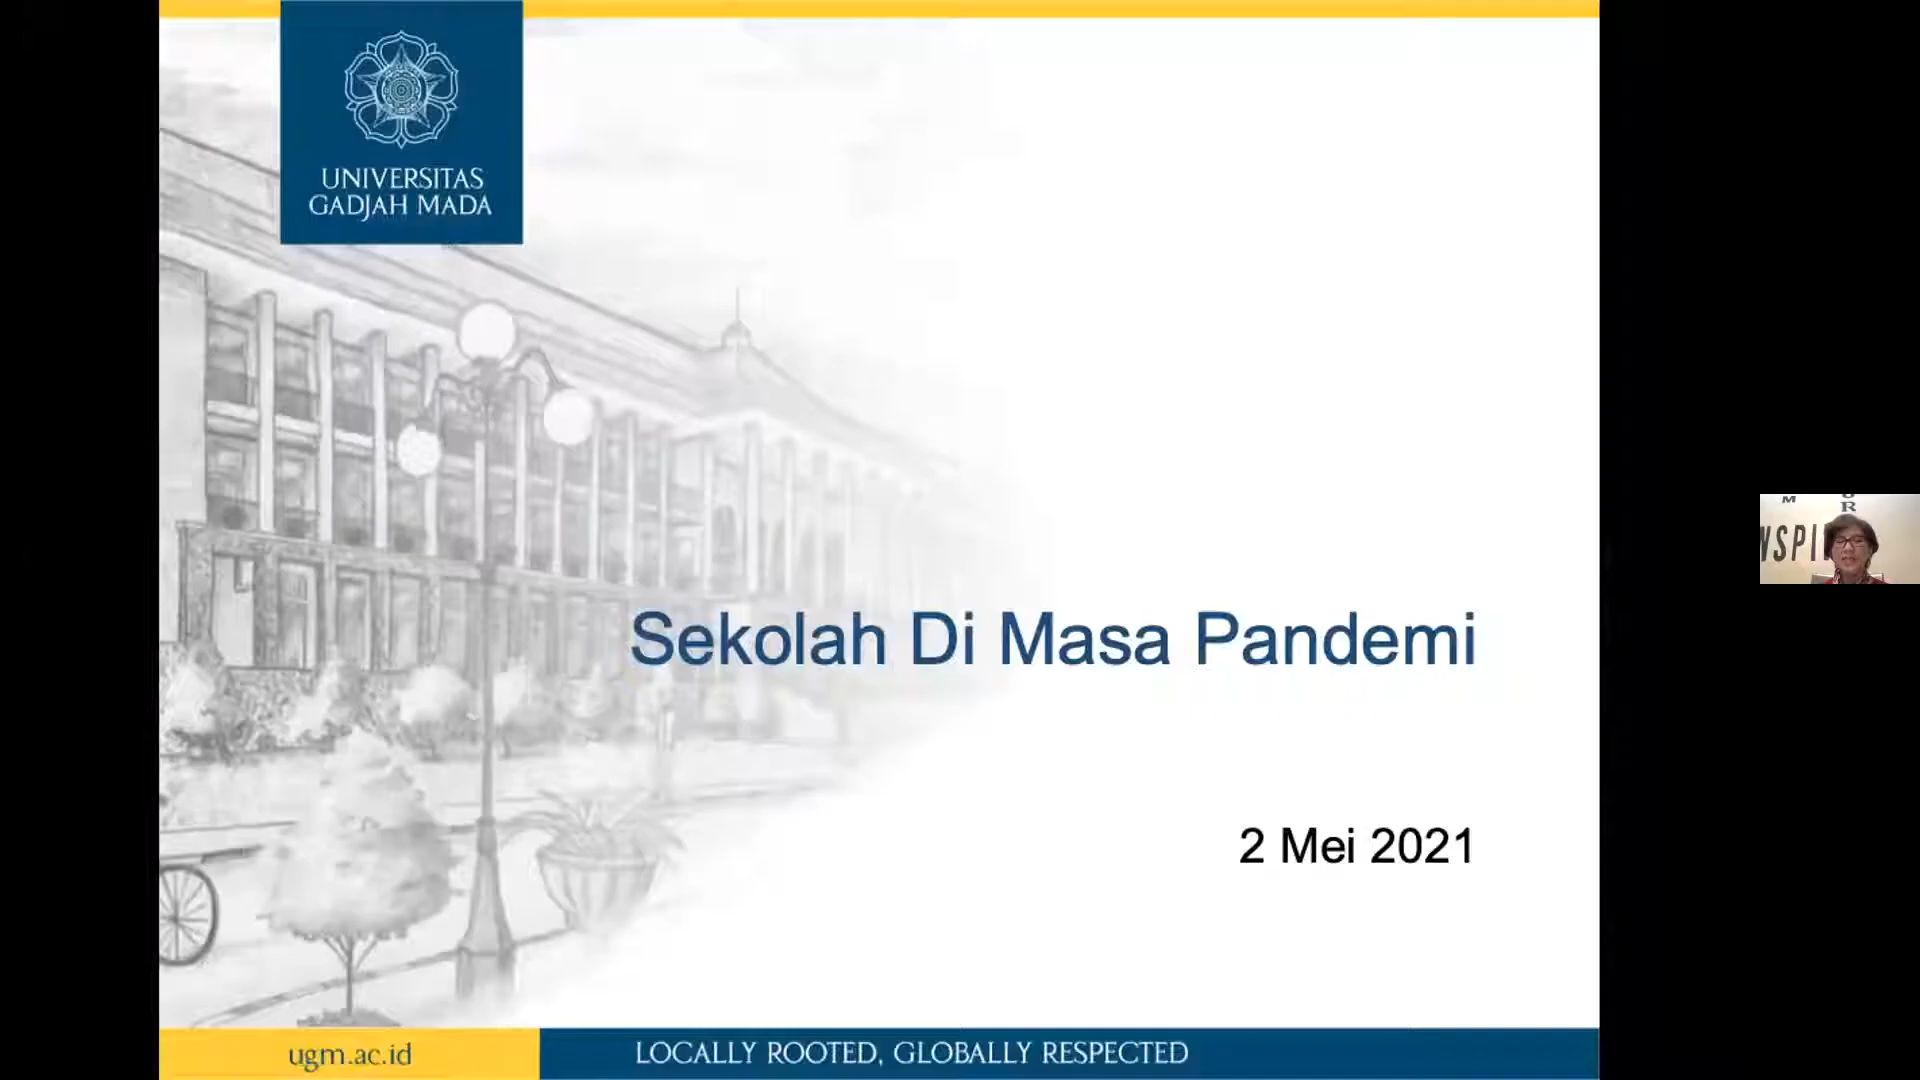 UNIVERSITAS
GADJAH MADA
Sekolah Di Masa Pandemi
2 Mei 2021
ugm.ac.id
LOCALLY ROOTED, GLOBALLY RESPECTED